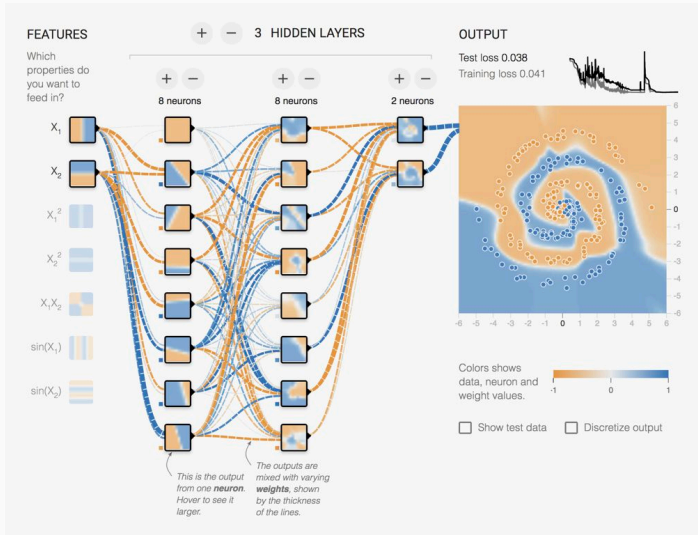 FEATURES
Which
properties do
you want to
feed in?
X₁
X₂
X₁²
X₂²
X₁X₂
sin(X₁)
sin(X₂)
+ − 3 HIDDEN LAYERS
+ −
8 neurons
+ −
8 neurons
+ −
2 neurons
This is the output
from one neuron.
Hover to see it
larger.
The outputs are
mixed with varying
weights, shown
by the thickness
of the lines.
OUTPUT
Test loss 0.038
Training loss 0.041
6
5
4
3
2
1
0
-1
-2
-3
-4
-5
-6
-6 -5 -4 -3 -2 -1 0 1 2 3 4 5 6
Colors shows
data, neuron and
weight values.
-1 0 1
Show test data
Discretize output